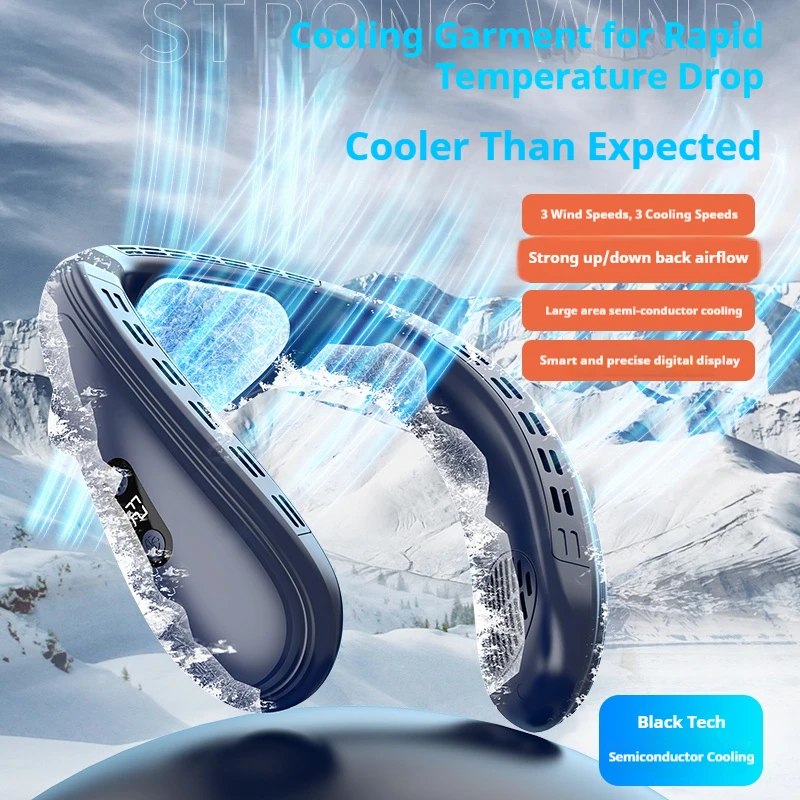 STRONG WIND
Cooling Garment for Rapid
Temperature Drop
Cooler Than Expected
3 Wind Speeds, 3 Cooling Speeds
Strong up/down back airflow
Large area semi-conductor cooling
Smart and precise digital display
Black Tech
Semiconductor Cooling